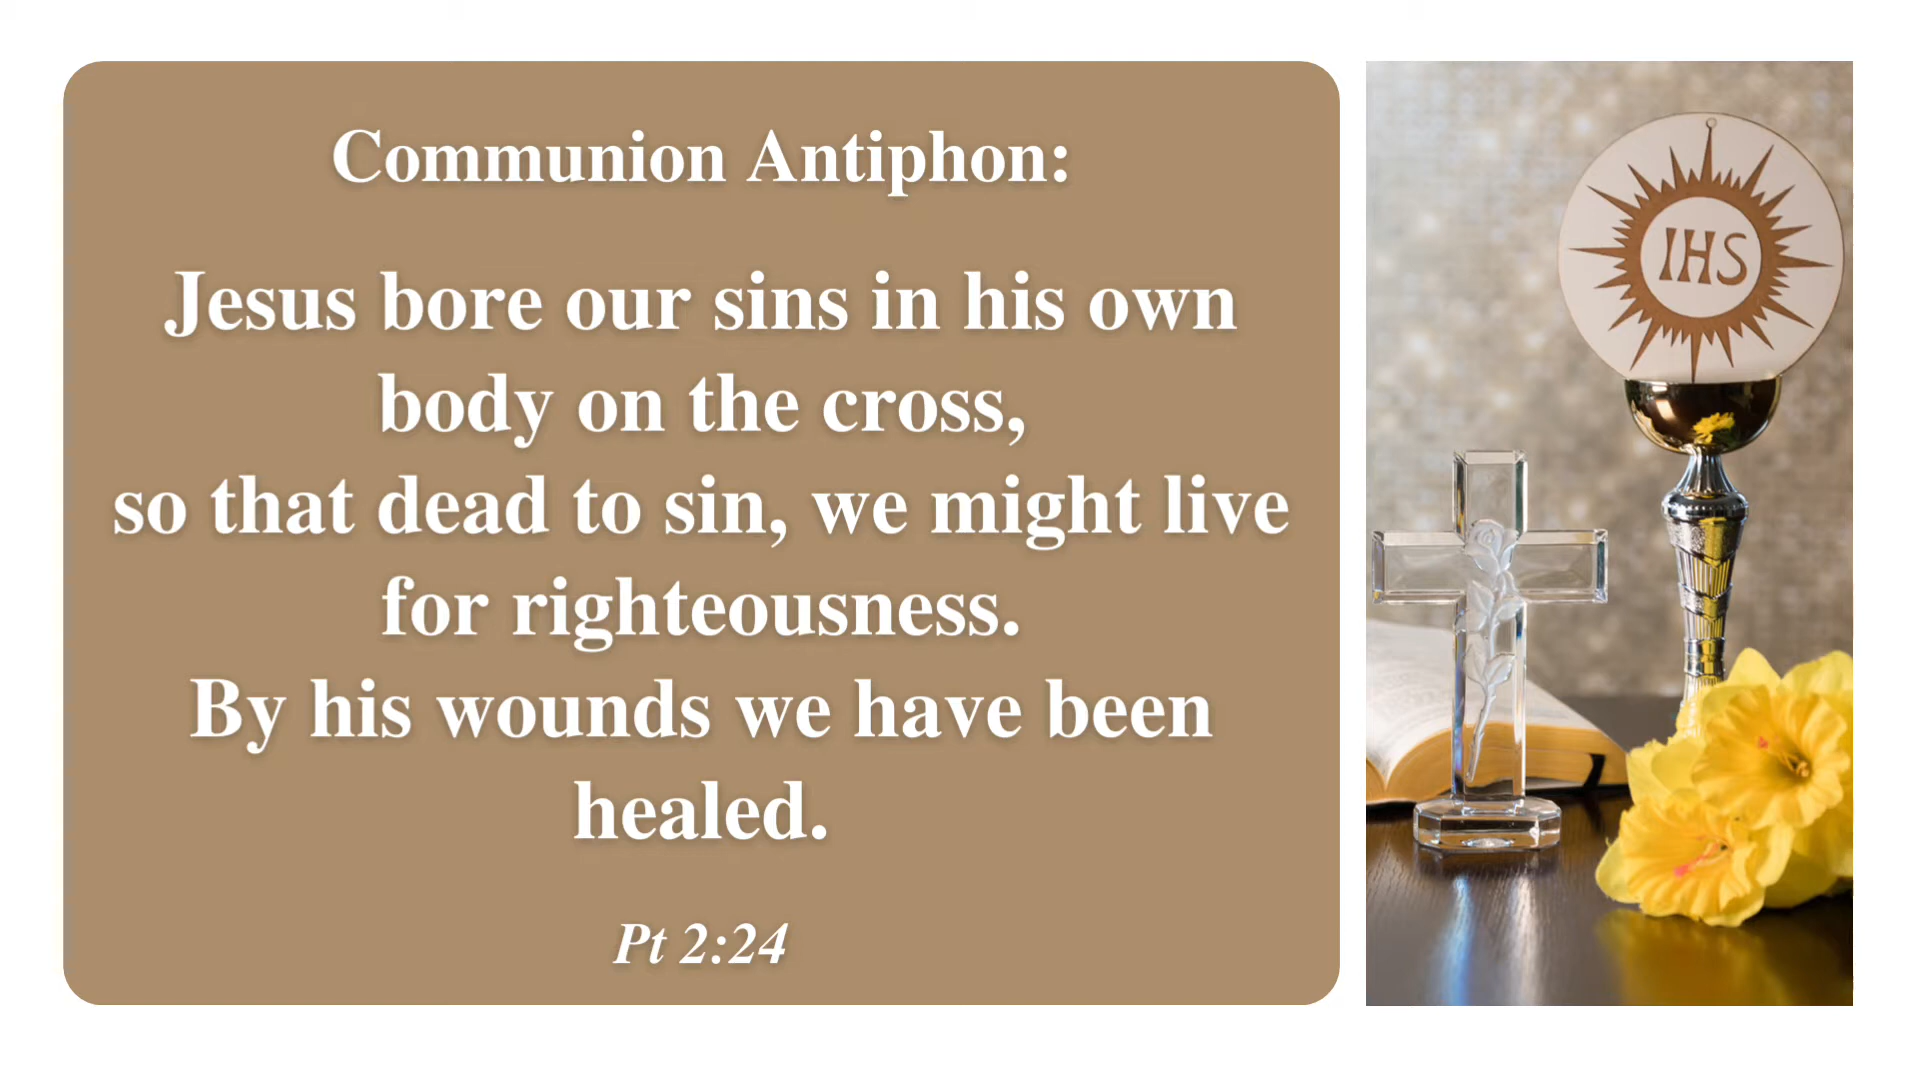 Communion Antiphon:
Jesus bore our sins in his own
body on the cross,
so that dead to sin, we might live
for righteousness.
By his wounds we have been
healed.
Pt 2:24
IHS